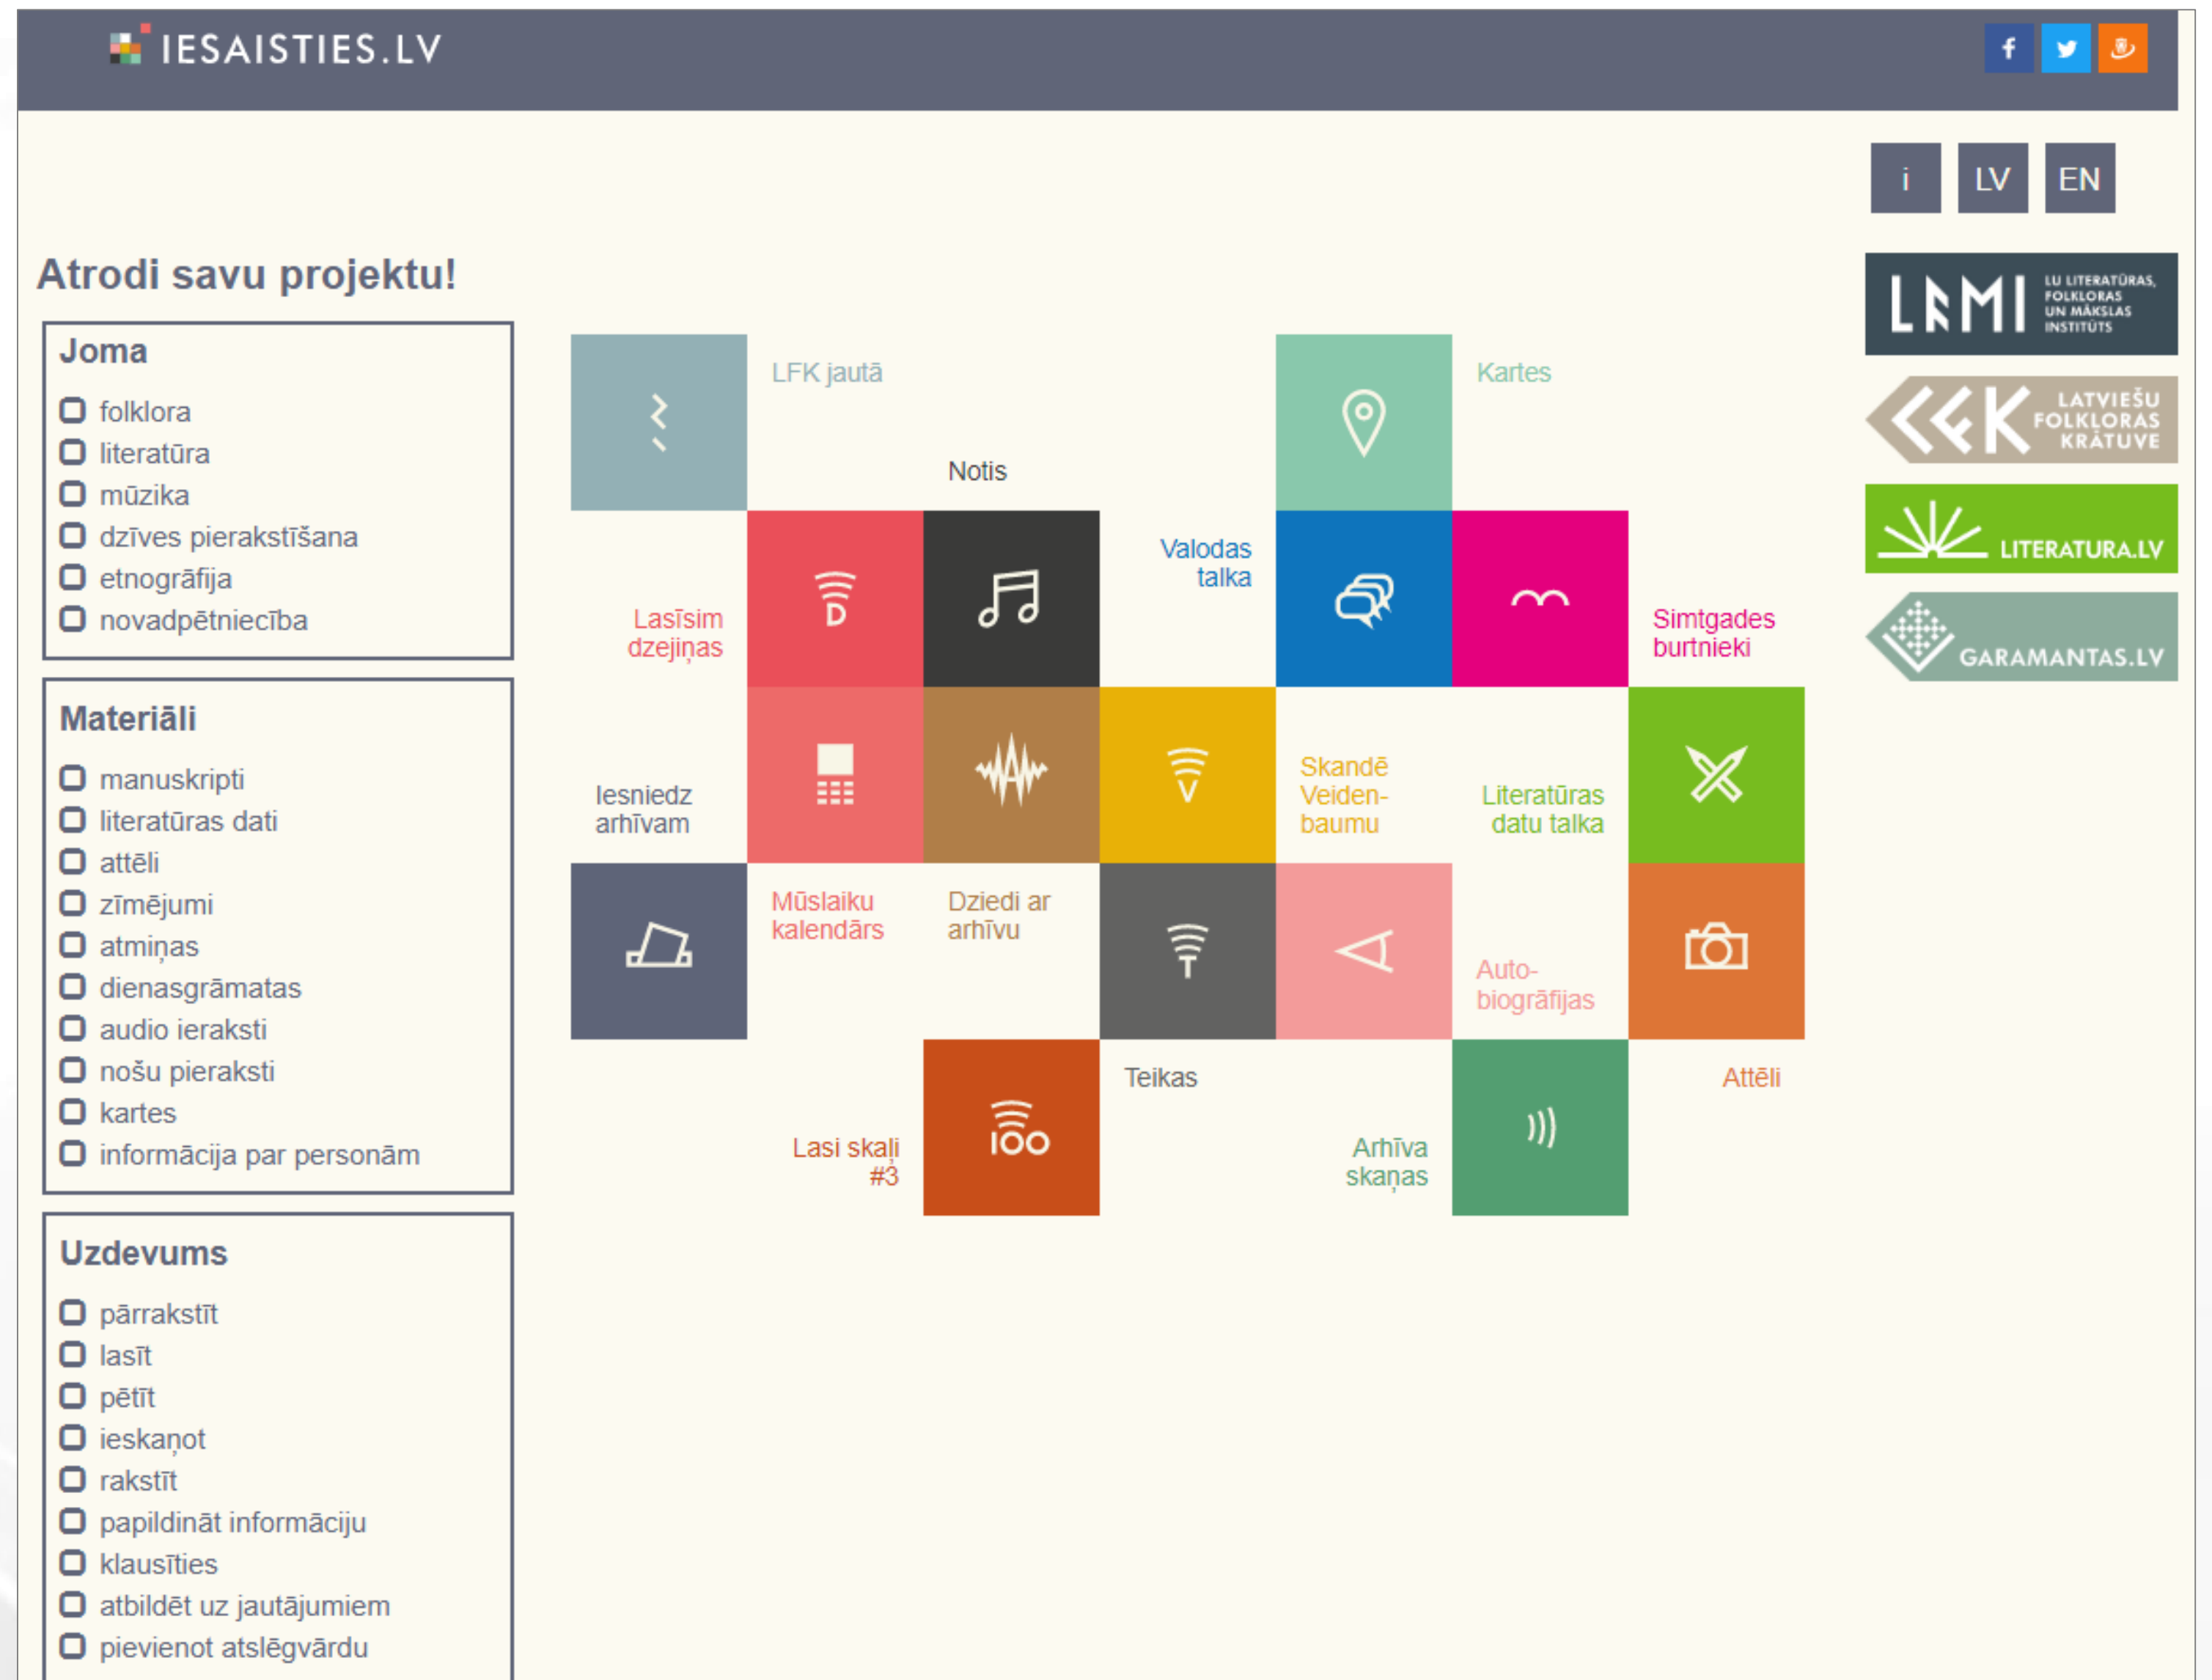 IESAISTIES.LV
f
i
LV
EN
Atrodi savu projektu!
Joma
folklora
literatūra
mūzika
dzīves pierakstīšana
etnogrāfija
novadpētniecība
Materiāli
manuskripti
literatūras dati
attēli
zīmējumi
atmiņas
dienasgrāmatas
audio ieraksti
nošu pieraksti
kartes
informācija par personām
Uzdevums
pārrakstīt
lasīt
pētīt
ieskaņot
rakstīt
papildināt informāciju
klausīties
atbildēt uz jautājumiem
pievienot atslēgvārdu
LFK jautā
Kartes
Notis
Valodas
talka
Lasīsim
dzejiņas
D
Simtgades
burtnieki
Iesniedz
arhīvam
V
Skandē
Veiden-
baumu
Literatūras
datu talka
Mūslaiku
kalendārs
Dziedi ar
arhīvu
T
Auto-
biogrāfijas
Lasi skaļi
#3
100
Teikas
Arhīva
skaņas
Attēli
LFMI
LU LITERATŪRAS,
FOLKLORAS
UN MĀKSLAS
INSTITŪTS
LFK
LATVIEŠU
FOLKLORAS
KRĀTUVE
LITERATURA.LV
GARAMANTAS.LV